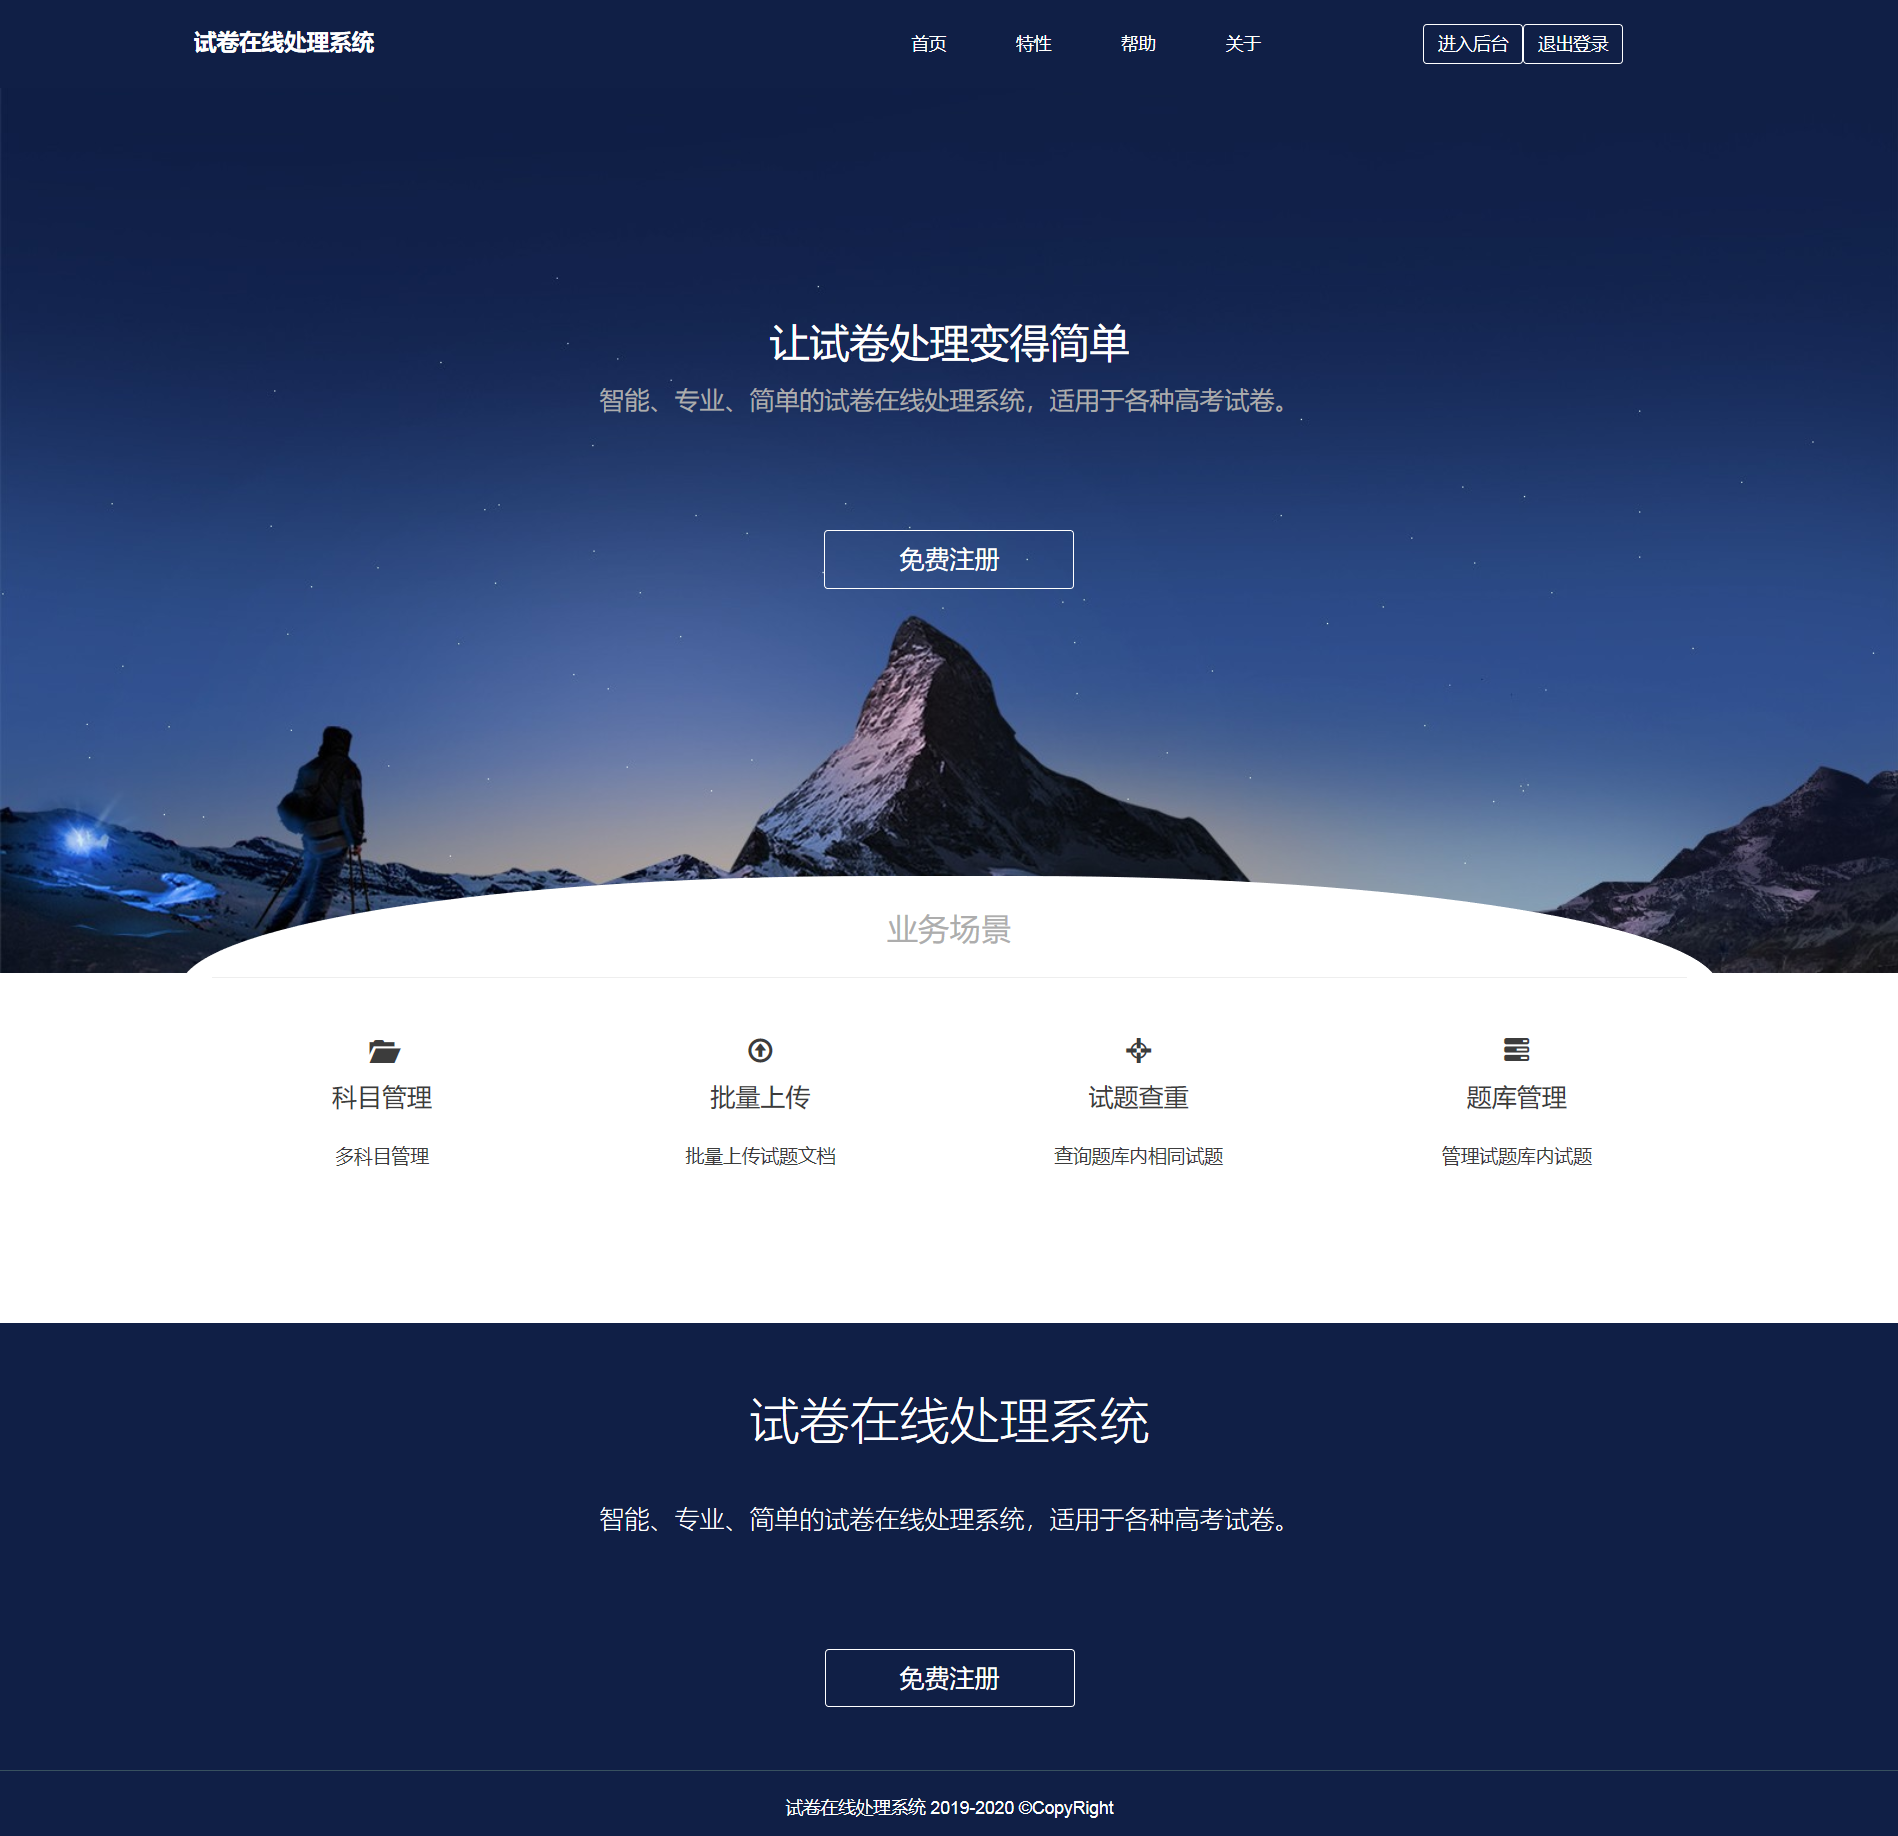 试卷在线处理系统
首页 特性 帮助 关于 进入后台 退出登录
让试卷处理变得简单
智能、专业、简单的试卷在线处理系统，适用于各种高考试卷。
免费注册
业务场景
科目管理 批量上传 试题查重 题库管理
多科目管理 批量上传试题文档 查询题库内相同试题 管理试题库内试题
试卷在线处理系统
智能、专业、简单的试卷在线处理系统，适用于各种高考试卷。
免费注册
试卷在线处理系统 2019-2020 ©CopyRight